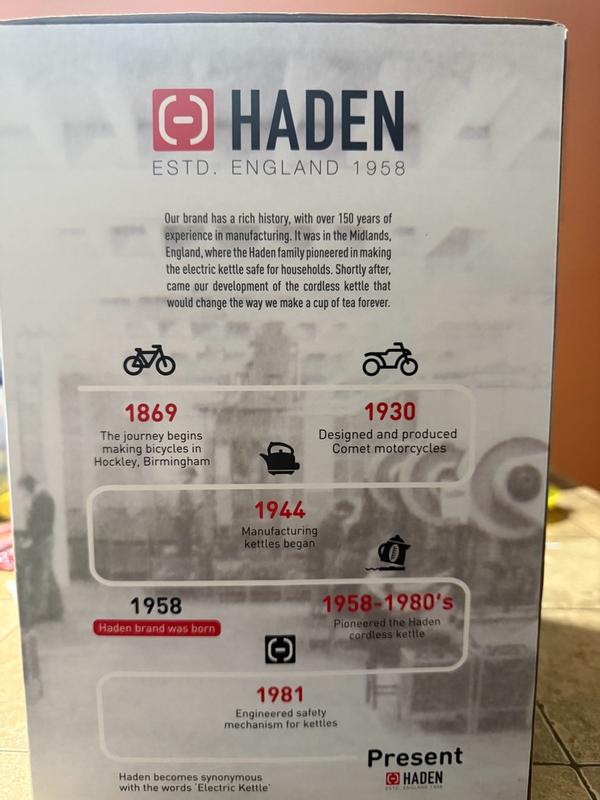 HADEN
ESTD. ENGLAND 1958
Our brand has a rich history, with over 150 years of
experience in manufacturing. It was in the Midlands,
England, where the Haden family pioneered in making
the electric kettle safe for households. Shortly after,
came our development of the cordless kettle that
would change the way we make a cup of tea forever.
1869
The journey begins
making bicycles in
Hockley, Birmingham
1930
Designed and produced
Comet motorcycles
1944
Manufacturing
kettles began
1958
Haden brand was born
1958-1980's
Pioneered the Haden
cordless kettle
1981
Engineered safety
mechanism for kettles
Present
HADEN
ESTD. ENGLAND 1958
Haden becomes synonymous
with the words 'Electric Kettle'